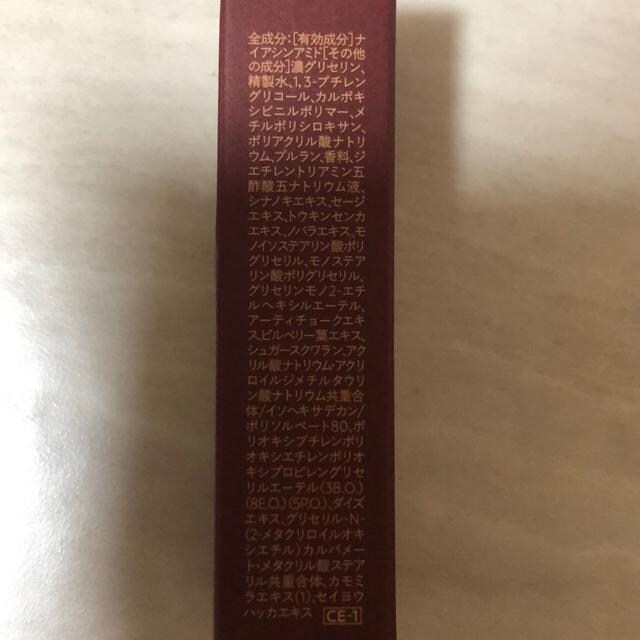 全成分:[有効成分]ナ
イアシンアミド[その他
の成分]濃グリセリン、
精製水、1,3-ブチレン
グリコール、カルボキ
シビニルポリマー、メ
チルポリシロキサン、
ポリアクリル酸ナトリ
ウム、プルラン、香料、ジ
エチレントリアミン五
酢酸五ナトリウム液、
シナノキエキス、セージ
エキス、トウキンセンカ
エキス、ノバラエキス、モ
ノイソステアリン酸ポリ
グリセリル、モノステア
リン酸ポリグリセリル、
グリセリンモノ2-エチ
ルヘキシルエーテル、
アーティチョークエキ
ス、ビルベリー葉エキス、
シュガースクワラン、アク
リル酸ナトリウム・アクリ
ロイルジメチルタウリ
ン酸ナトリウム共重合
体/イソヘキサデカン/
ポリソルベート80、ポリ
オキシブチレンポリ
オキシエチレンポリオ
キシプロピレングリセ
リルエーテル(3B.O.)
(8E.O.)(5P.O.)、ダイズ
エキス、グリセリル-N-
(2-メタクリロイルオキ
シエチル)カルバメ
ート・メタクリル酸ステア
リル共重合体、カモミ
ラエキス(1)、セイヨウ
ハッカエキス CE-1